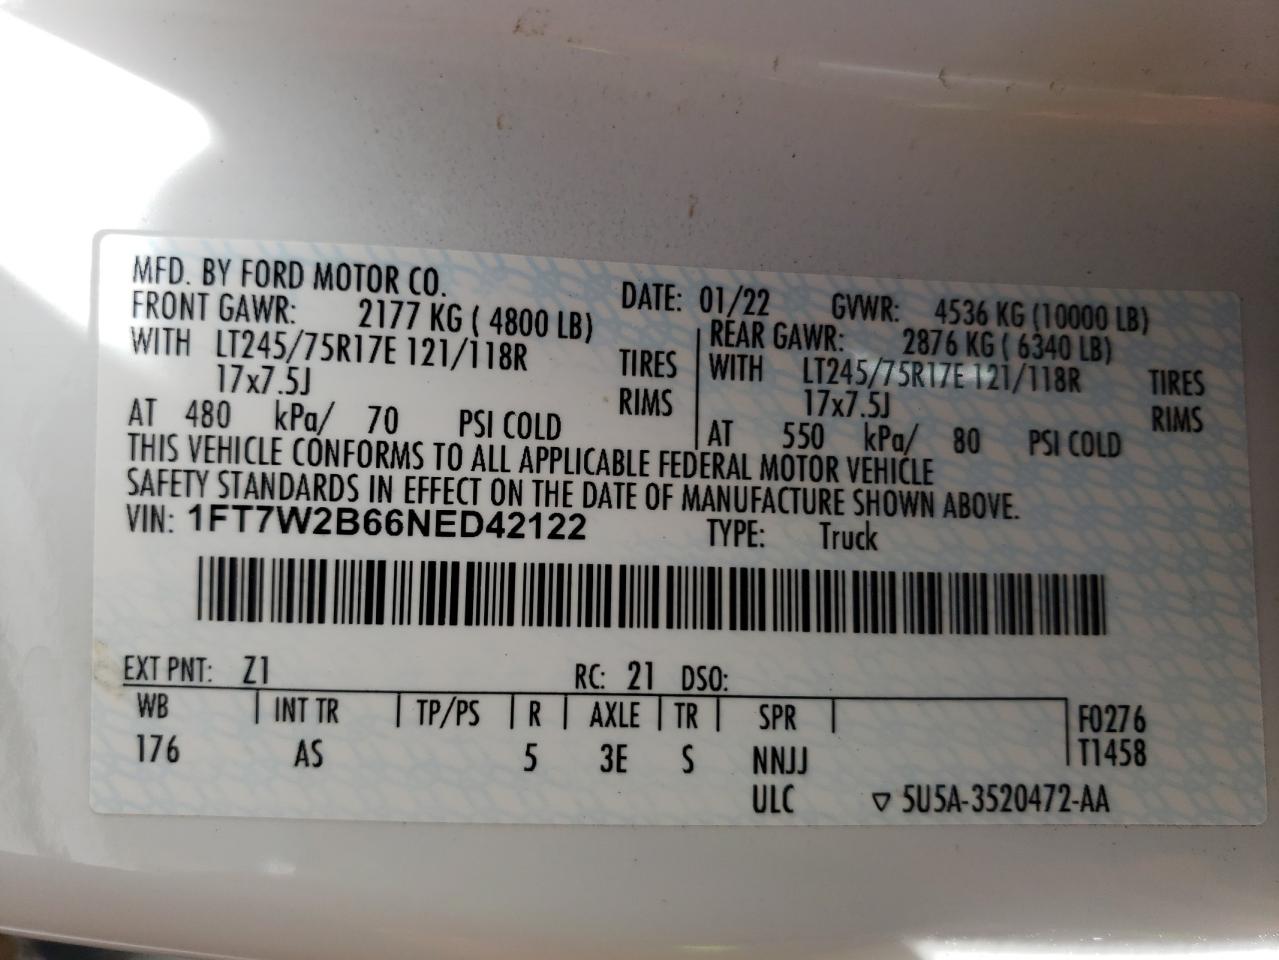 MFD. BY FORD MOTOR CO.
DATE: 01/22 GVWR: 4536 KG (10000 LB)
FRONT GAWR: 2177 KG ( 4800 LB)
WITH LT245/75R17E 121/118R TIRES
17x7.5J RIMS
AT 480 kPa/ 70 PSI COLD
REAR GAWR: 2876 KG ( 6340 LB)
WITH LT245/75R17E 121/118R TIRES
17x7.5J RIMS
AT 550 kPa/ 80 PSI COLD
THIS VEHICLE CONFORMS TO ALL APPLICABLE FEDERAL MOTOR VEHICLE
SAFETY STANDARDS IN EFFECT ON THE DATE OF MANUFACTURE SHOWN ABOVE.
VIN: 1FT7W2B66NED42122 TYPE: Truck
EXT PNT: Z1 RC: 21 DSO:
WB INT TR TP/PS R AXLE TR SPR F0276
176 AS 5 3E S NNJJ T1458
ULC ▽ 5U5A-3520472-AA